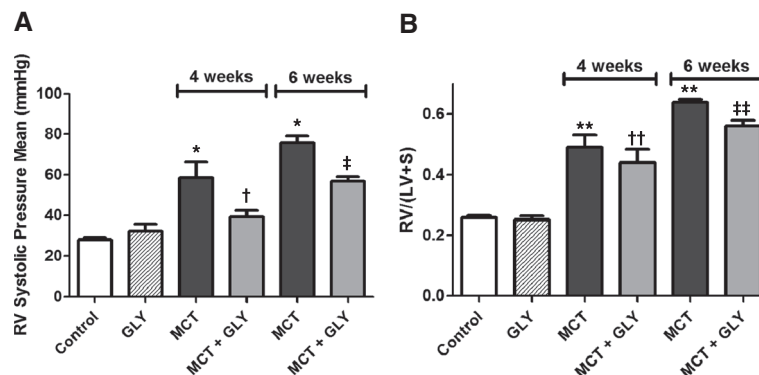 A
RV Systolic Pressure Mean (mmHg)
100
80
60
40
20
0
4 weeks
6 weeks
*
†
*
‡
Control
GLY
MCT
MCT + GLY
MCT
MCT + GLY
B
RV/(LV+S)
0.6
0.4
0.2
0.0
4 weeks
6 weeks
**
††
**
‡‡
Control
GLY
MCT
MCT + GLY
MCT
MCT + GLY